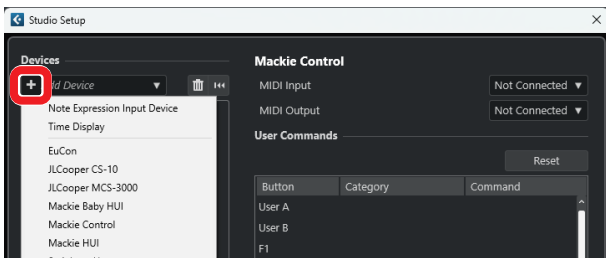 Studio Setup
Devices
Device
Note Expression Input Device
Time Display
EuCon
JLCooper CS-10
JLCooper MCS-3000
Mackie Baby HUI
Mackie Control
Mackie HUI
Mackie Control
MIDI Input
Not Connected
MIDI Output
Not Connected
User Commands
Reset
Button Category Command
User A
User B
F1